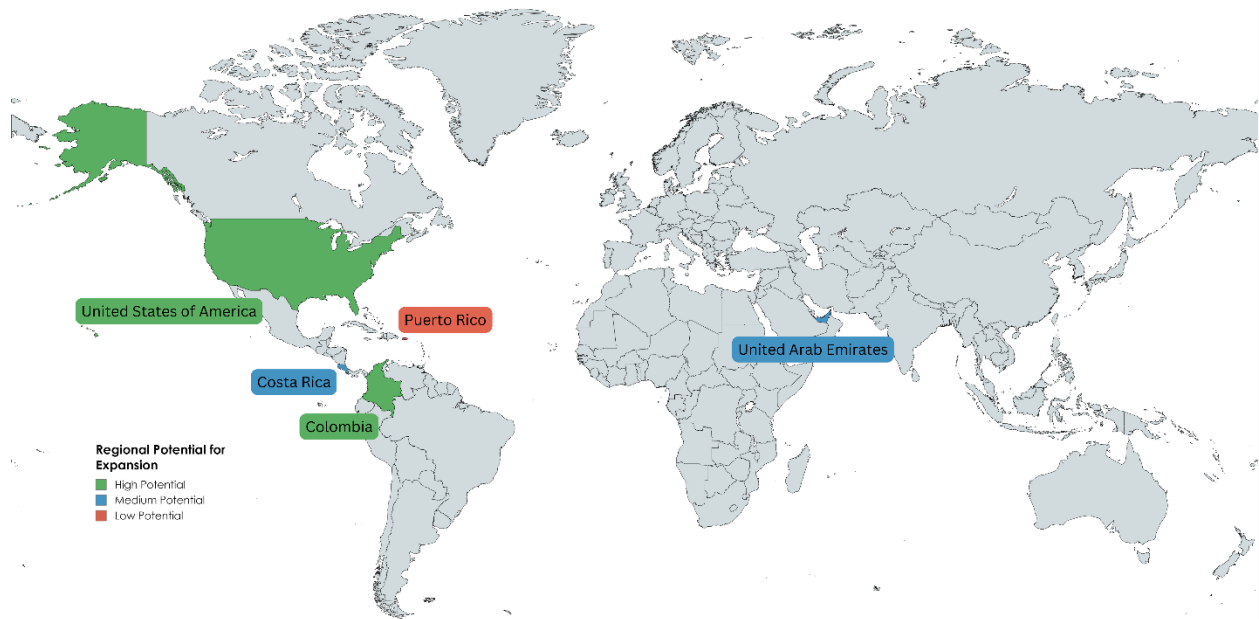 United States of America
Puerto Rico
United Arab Emirates
Costa Rica
Colombia
Regional Potential for
Expansion
High Potential
Medium Potential
Low Potential